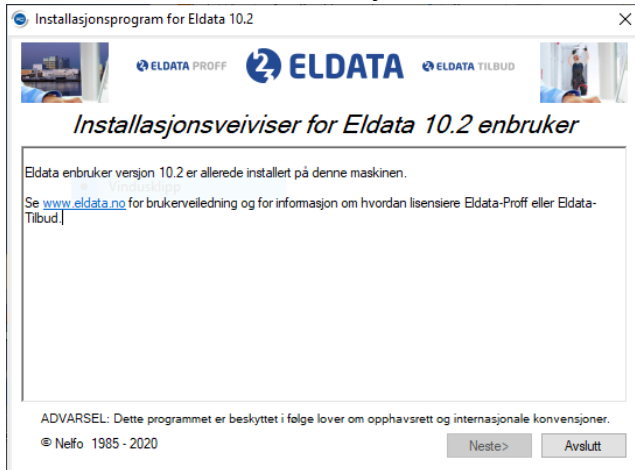 Installasjonsprogram for Eldata 10.2
ELDATA PROFF
2 ELDATA
ELDATA TILBUD
Installasjonsveiviser for Eldata 10.2 enbruker
Eldata enbruker versjon 10.2 er allerede installert på denne maskinen.
Vindusklipp
Se www.eldata.no for brukerveiledning og for informasjon om hvordan lisensiere Eldata-Proff eller Eldata-
Tilbud.
ADVARSEL: Dette programmet er beskyttet i følge lover om opphavsrett og internasjonale konvensjoner.
© Nelfo 1985 - 2020
Neste>
Avslutt